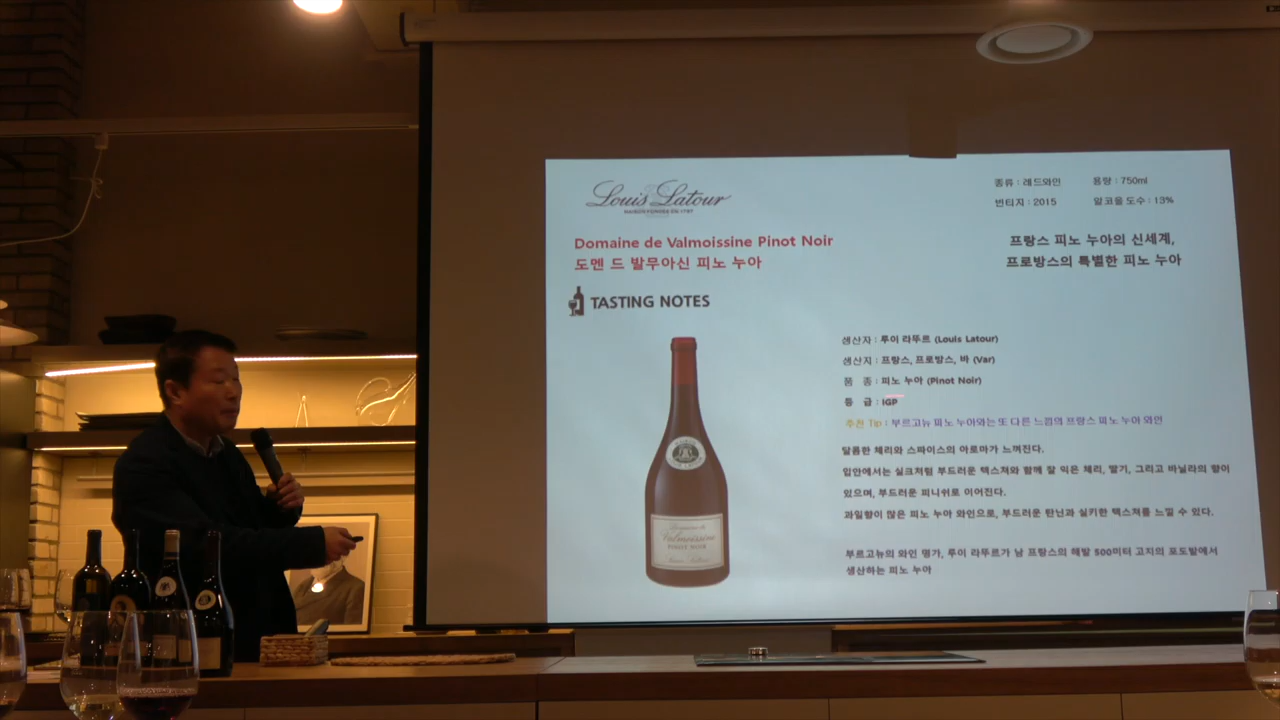 Louis Latour
MAISON FONDÉE EN 1797
종류 : 레드와인 용량 : 750ml
빈티지 : 2015 알코올 도수 : 13%
Domaine de Valmoissine Pinot Noir
도멘 드 발무아신 피노 누아
프랑스 피노 누아의 신세계,
프로방스의 특별한 피노 누아
TASTING NOTES
생산자 : 루이 라뚜르 (Louis Latour)
생산지 : 프랑스, 프로방스, 바 (Var)
품 종 : 피노 누아 (Pinot Noir)
등 급 : IGP
추천 Tip : 부르고뉴 피노 누아와는 또 다른 느낌의 프랑스 피노 누아 와인
달콤한 체리와 스파이스의 아로마가 느껴진다.
입안에서는 실크처럼 부드러운 텍스쳐와 함께 잘 익은 체리, 딸기, 그리고 바닐라의 향이
있으며, 부드러운 피니쉬로 이어진다.
과일향이 많은 피노 누아 와인으로, 부드러운 탄닌과 실키한 텍스쳐를 느낄 수 있다.
부르고뉴의 와인 명가, 루이 라뚜르가 남 프랑스의 해발 500미터 고지의 포도밭에서
생산하는 피노 누아
Domaine de
Valmoissine
PINOT NOIR